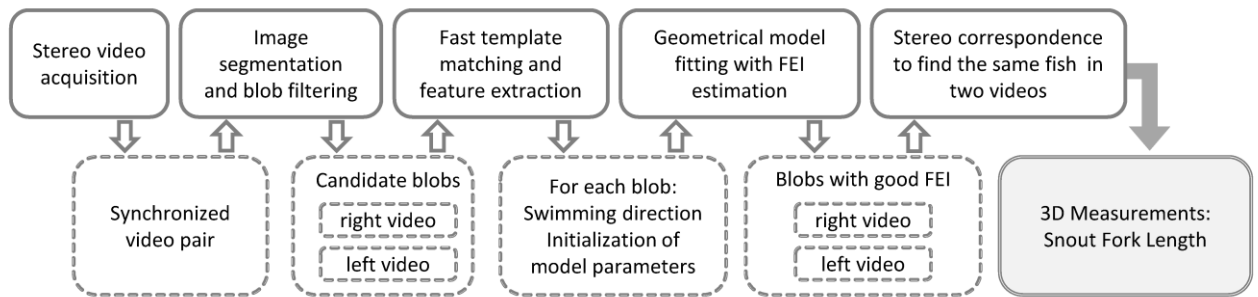 Stereo video
acquisition
Image
segmentation
and blob filtering
Fast template
matching and
feature extraction
Geometrical model
fitting with FEI
estimation
Stereo correspondence
to find the same fish in
two videos
Synchronized
video pair
Candidate blobs
right video
left video
For each blob:
Swimming direction
Initialization of
model parameters
Blobs with good FEI
right video
left video
3D Measurements:
Snout Fork Length